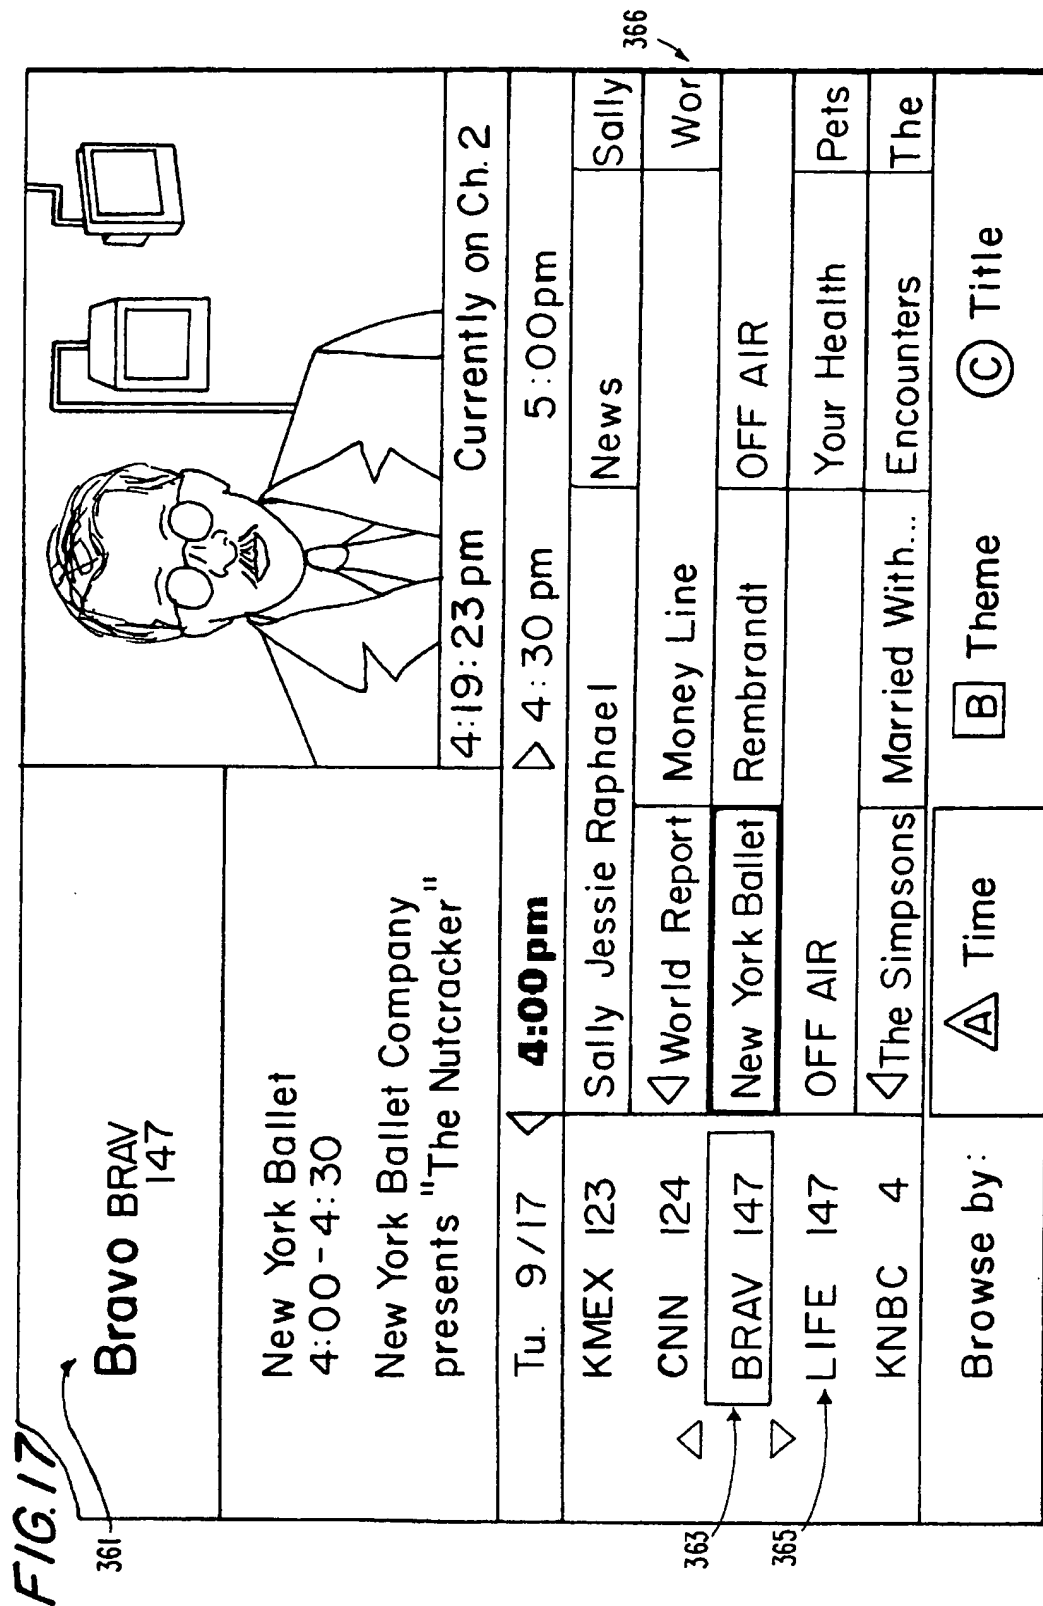 FIG.17
361
Bravo BRAV
147
New York Ballet
4:00-4:30
New York Ballet Company
presents "The Nutcracker"
4:19:23 pm Currently on Ch. 2
Tu. 9/17 4:00pm 4:30 pm 5:00pm
KMEX 123 Sally Jessie Raphael News Sally
CNN 124 World Report Money Line Wor
366
BRAV 147 New York Ballet Rembrandt OFF AIR
363
LIFE 147 OFF AIR Your Health Pets
365
KNBC 4 The Simpsons Married With... Encounters The
Browse by: A Time B Theme C Title